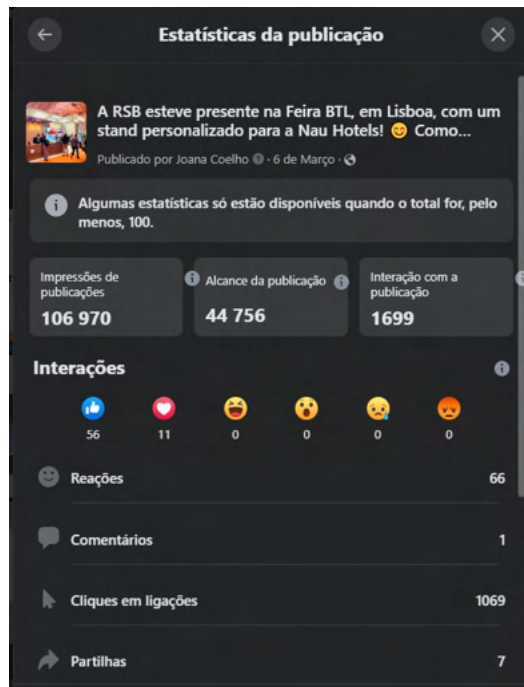 Estatísticas da publicação
A RSB esteve presente na Feira BTL, em Lisboa, com um
stand personalizado para a Nau Hotels! 😊 Como...
Publicado por Joana Coelho · 6 de Março ·
Algumas estatísticas só estão disponíveis quando o total for, pelo
menos, 100.
Impressões de
publicações
106 970
Alcance da publicação
44 756
Interação com a
publicação
1699
Interações
56 11 0 0 0 0
Reações 66
Comentários 1
Cliques em ligações 1069
Partilhas 7